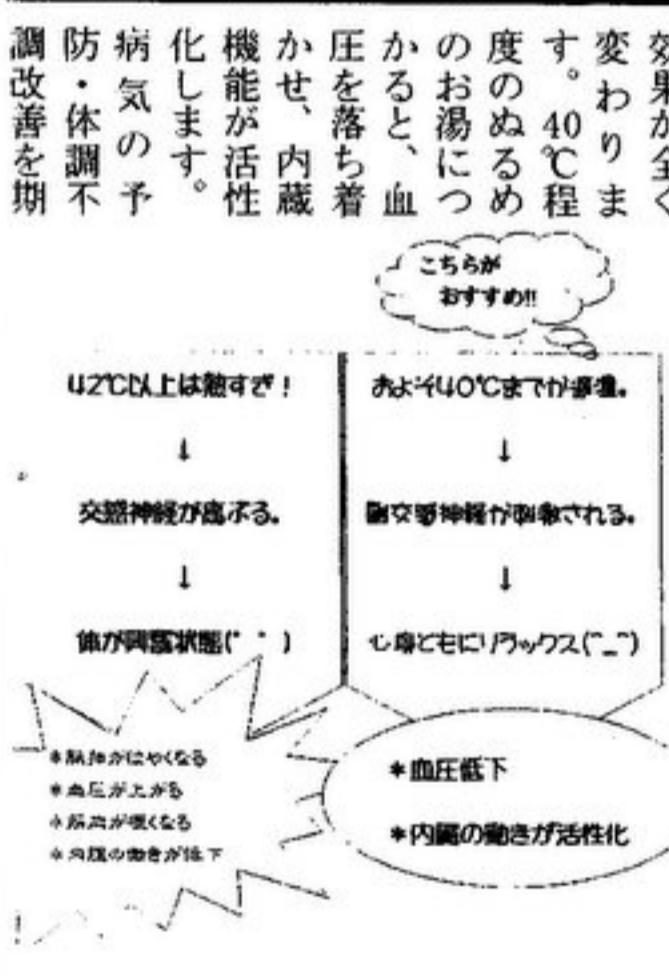 効果が全く
変わりま
す。40℃程
度のぬるめ
のお湯につ
かると、血
圧を落ち着
かせ、内蔵
機能が活性
化します。
病気の予
防・体調不
調改善を期
こちらが
おすすめ!!
42℃以上は熱すぎ！
↓
交感神経が高ぶる。
↓
体が興奮状態(
およそ40℃までが適温。
↓
副交感神経が刺激される。
↓
心身ともにリラックス(^_^)
＊脈拍がはやくなる
＊血圧が上がる
＊筋肉が硬くなる
＊内臓の働きが低下
＊血圧低下
＊内臓の働きが活性化